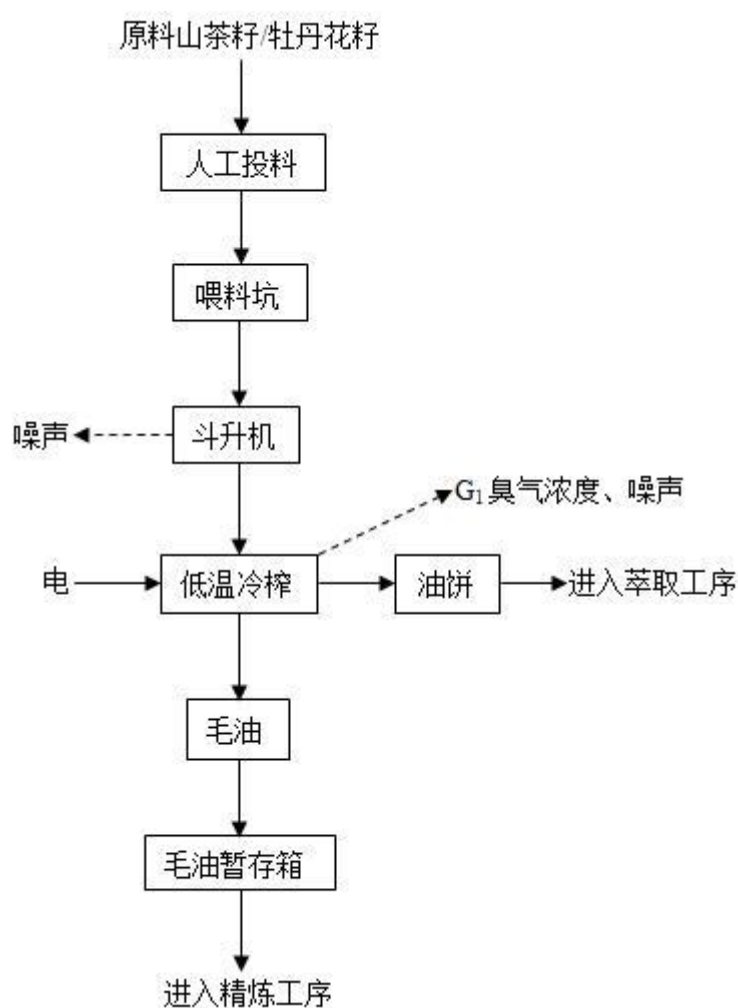 原料山茶籽/牡丹花籽
人工投料
喂料坑
噪声
斗升机
G₁臭气浓度、噪声
电
低温冷榨
油饼
进入萃取工序
毛油
毛油暂存箱
进入精炼工序